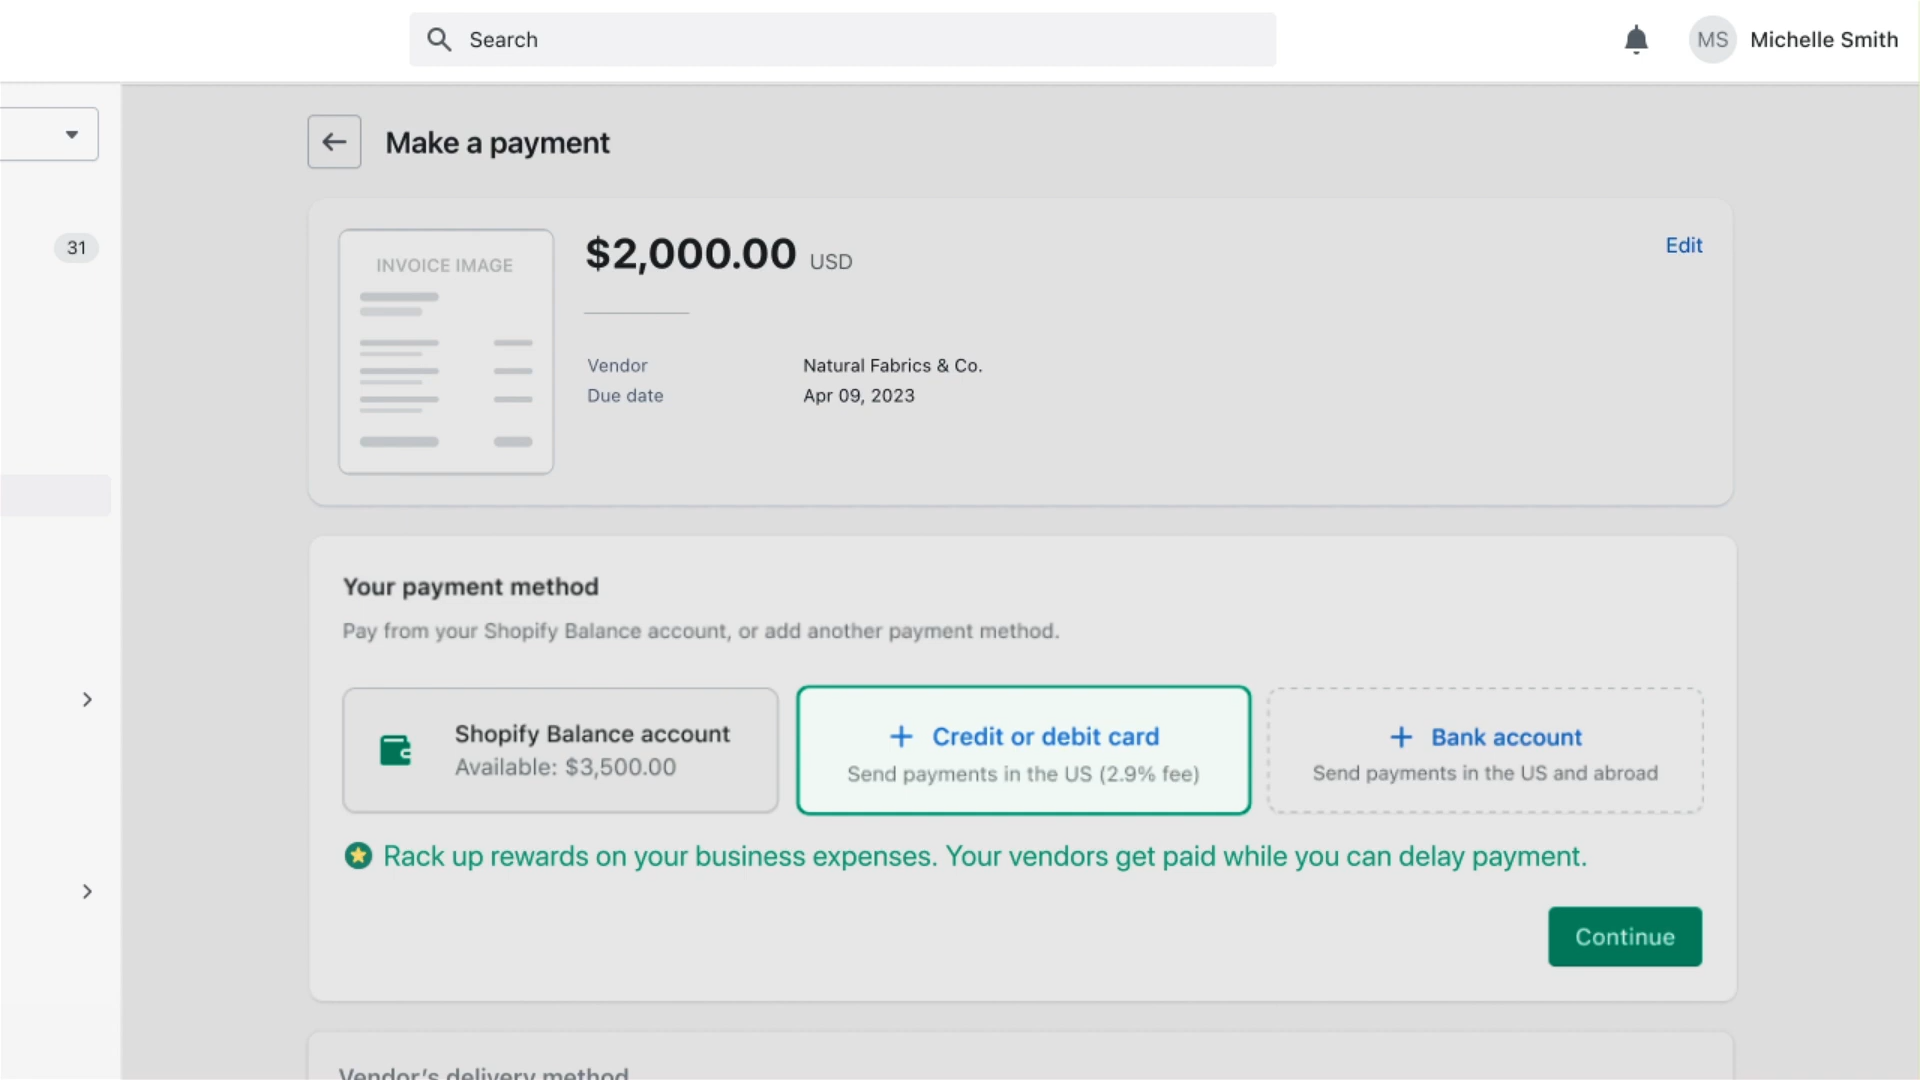 Search
MS
Michelle Smith
31
Make a payment
INVOICE IMAGE
$2,000.00 USD
Edit
Vendor Natural Fabrics & Co.
Due date Apr 09, 2023
Your payment method
Pay from your Shopify Balance account, or add another payment method.
Shopify Balance account
Available: $3,500.00
+ Credit or debit card
Send payments in the US (2.9% fee)
+ Bank account
Send payments in the US and abroad
Rack up rewards on your business expenses. Your vendors get paid while you can delay payment.
Continue
Vendor's delivery method